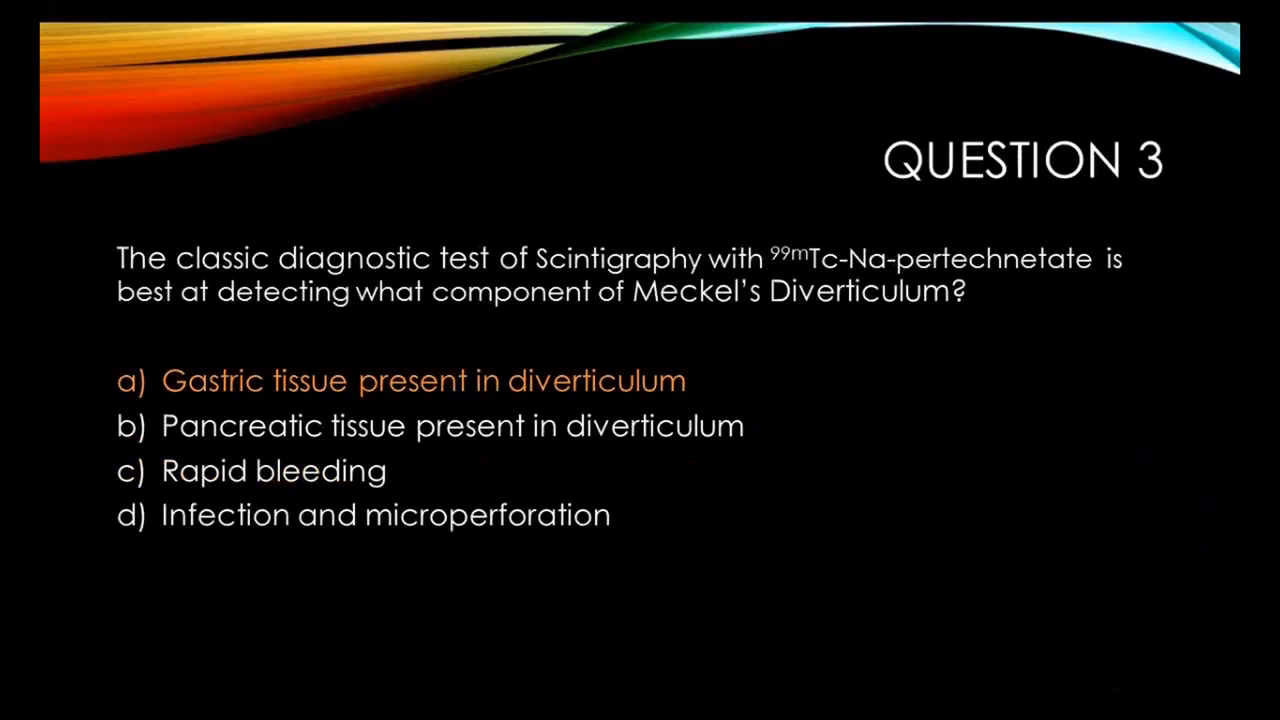 QUESTION 3
The classic diagnostic test of Scintigraphy with ⁹⁹ᵐTc-Na-pertechnetate is
best at detecting what component of Meckel's Diverticulum?
a) Gastric tissue present in diverticulum
b) Pancreatic tissue present in diverticulum
c) Rapid bleeding
d) Infection and microperforation